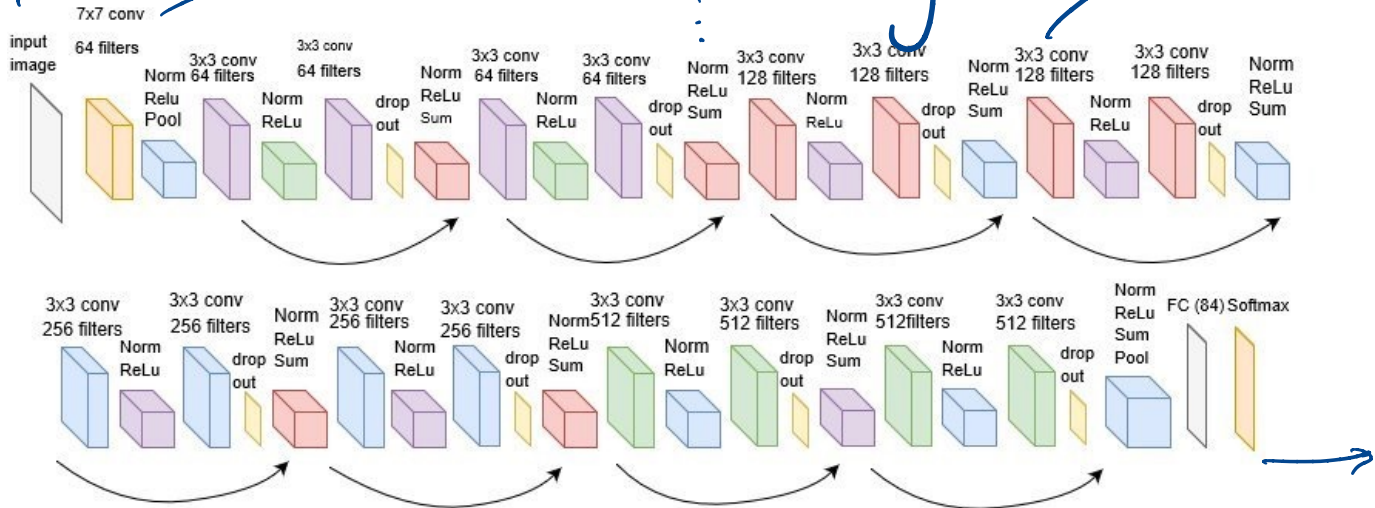 7x7 conv
64 filters
input
image
Norm
Relu
Pool
3x3 conv
64 filters
Norm
ReLu
3x3 conv
64 filters
drop
out
Norm
ReLu
Sum
3x3 conv
64 filters
Norm
ReLu
3x3 conv
64 filters
drop
out
Norm
ReLu
Sum
3x3 conv
128 filters
Norm
ReLu
3x3 conv
128 filters
drop
out
Norm
ReLu
Sum
3x3 conv
128 filters
Norm
ReLu
3x3 conv
128 filters
drop
out
Norm
ReLu
Sum
3x3 conv
256 filters
Norm
ReLu
3x3 conv
256 filters
drop
out
Norm
ReLu
Sum
3x3 conv
256 filters
Norm
ReLu
3x3 conv
256 filters
drop
out
Norm
ReLu
Sum
3x3 conv
512 filters
Norm
ReLu
3x3 conv
512 filters
drop
out
Norm
ReLu
Sum
3x3 conv
512filters
Norm
ReLu
3x3 conv
512 filters
drop
out
Norm
ReLu
Sum
Pool
FC (84) Softmax